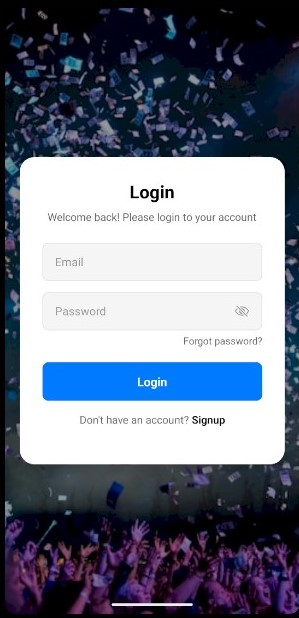 Login
Welcome back! Please login to your account
Email
Password
Forgot password?
Login
Don't have an account? Signup